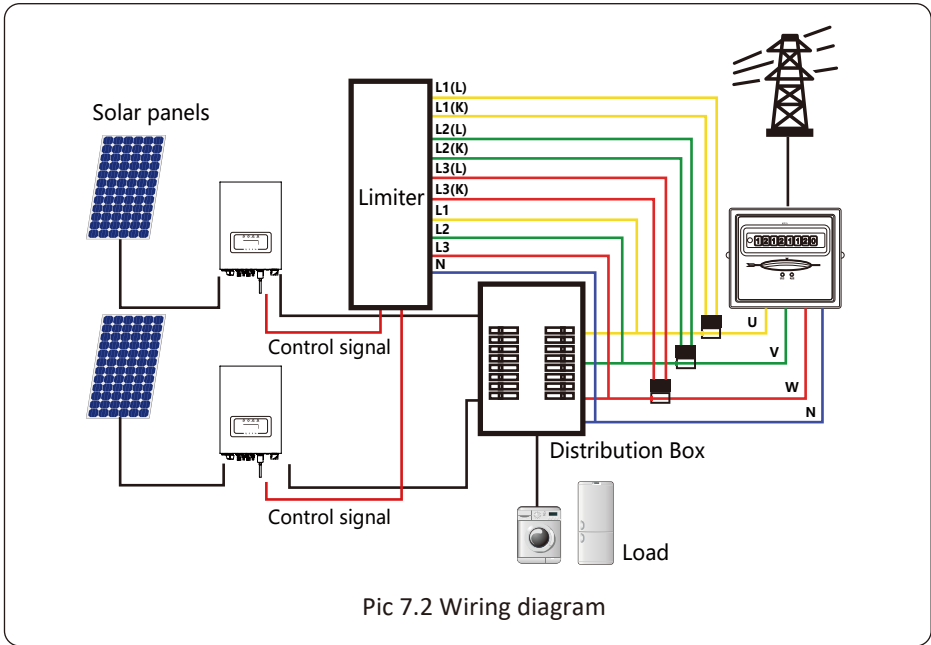 Solar panels
Limiter
L1(L)
L1(K)
L2(L)
L2(K)
L3(L)
L3(K)
L1
L2
L3
N
12121120
U
V
W
N
Control signal
Control signal
Distribution Box
Load
Pic 7.2 Wiring diagram